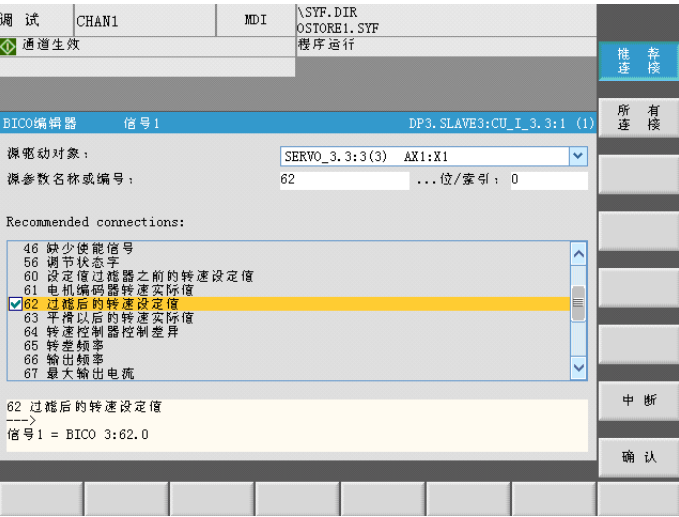 调 试
CHAN1
MDI
\SYF.DIR
OSTORE1.SYF
通道生效
程序运行
推 荐
连 接
所 有
连 接
BICO编辑器 信号1 DP3.SLAVE3:CU_I_3.3:1 (1)
源驱动对象:
SERVO_3.3:3(3) AX1:X1
源参数名称或编号:
62
...位/索引:
0
Recommended connections:
46 缺少使能信号
56 调节状态字
60 设定值过滤器之前的转速设定值
61 电机编码器转速实际值
62 过滤后的转速设定值
63 平滑以后的转速实际值
64 转速控制器控制差异
65 转差频率
66 输出频率
67 最大输出电流
62 过滤后的转速设定值
--->
信号1 = BICO 3:62.0
中 断
确 认